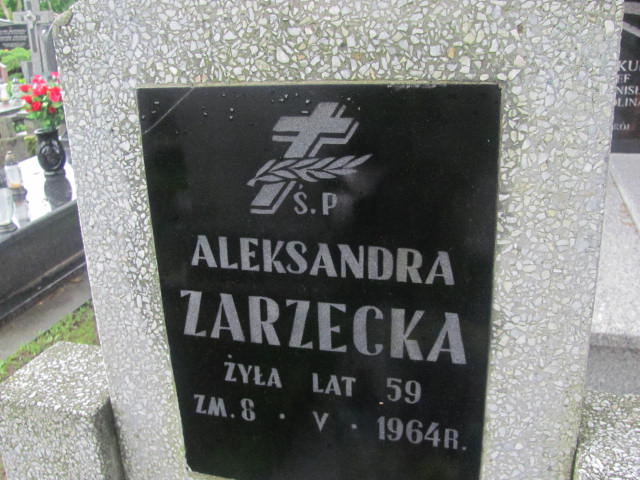 Ś.P
ALEKSANDRA
ZARZECKA
ŻYŁA LAT 59
ZM. 8 · V · 1964R.